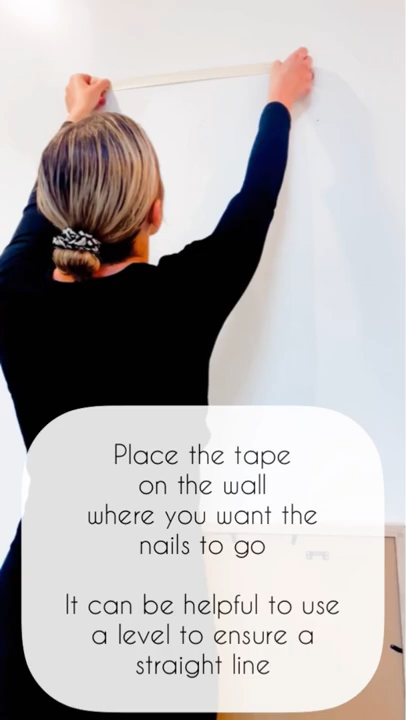 Place the tape
on the wall
where you want the
nails to go
It can be helpful to use
a level to ensure a
straight line